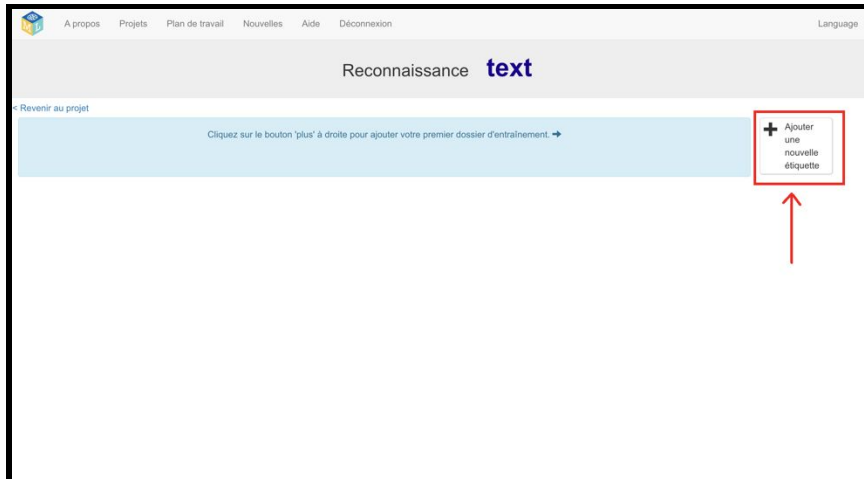 A propos Projets Plan de travail Nouvelles Aide Déconnexion Language
Reconnaissance text
< Revenir au projet
Cliquez sur le bouton 'plus' à droite pour ajouter votre premier dossier d'entraînement. ➔
Ajouter
une
nouvelle
étiquette